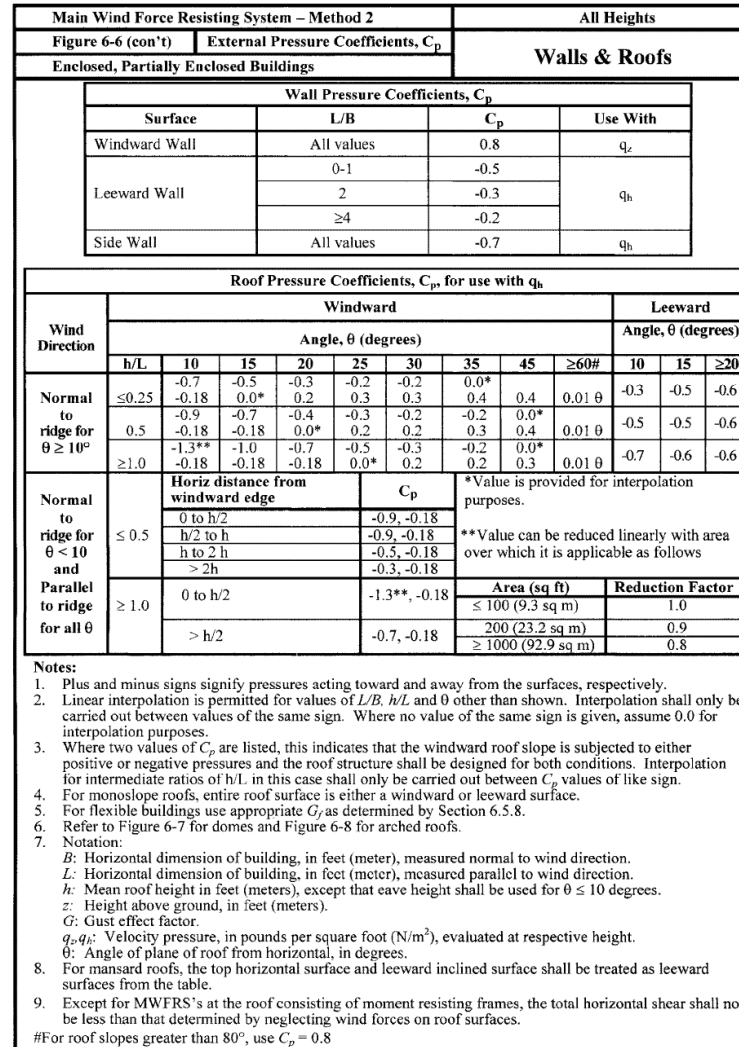 Main Wind Force Resisting System – Method 2 All Heights
Figure 6-6 (con't) External Pressure Coefficients, Cp Walls & Roofs
Enclosed, Partially Enclosed Buildings
Wall Pressure Coefficients, Cp
Surface L/B Cp Use With
Windward Wall All values 0.8 qz
Leeward Wall 0-1 -0.5 qh
2 -0.3
≥4 -0.2
Side Wall All values -0.7 qh
Roof Pressure Coefficients, Cp, for use with qh
Wind Direction Windward Leeward
Angle, θ (degrees) Angle, θ (degrees)
h/L 10 15 20 25 30 35 45 ≥60# 10 15 ≥20
Normal to ridge for θ ≥ 10°
≤0.25 -0.7 -0.5 -0.3 -0.2 -0.2 0.0* -0.3 -0.5 -0.6
-0.18 0.0* 0.2 0.3 0.3 0.4 0.4 0.01 θ
0.5 -0.9 -0.7 -0.4 -0.3 -0.2 -0.2 0.0* -0.5 -0.5 -0.6
-0.18 -0.18 0.0* 0.2 0.2 0.3 0.4 0.01 θ
≥1.0 -1.3** -1.0 -0.7 -0.5 -0.3 -0.2 0.0* -0.7 -0.6 -0.6
-0.18 -0.18 -0.18 0.0* 0.2 0.2 0.3 0.01 θ
Normal to ridge for θ < 10 and Parallel to ridge for all θ
Horiz distance from windward edge Cp
≤ 0.5 0 to h/2 -0.9, -0.18
h/2 to h -0.9, -0.18
h to 2 h -0.5, -0.18
> 2h -0.3, -0.18
≥ 1.0 0 to h/2 -1.3**, -0.18
> h/2 -0.7, -0.18
*Value is provided for interpolation
purposes.
**Value can be reduced linearly with area
over which it is applicable as follows
Area (sq ft) Reduction Factor
≤ 100 (9.3 sq m) 1.0
200 (23.2 sq m) 0.9
≥ 1000 (92.9 sq m) 0.8
Notes:
1. Plus and minus signs signify pressures acting toward and away from the surfaces, respectively.
2. Linear interpolation is permitted for values of L/B, h/L and θ other than shown. Interpolation shall only be
carried out between values of the same sign. Where no value of the same sign is given, assume 0.0 for
interpolation purposes.
3. Where two values of Cp are listed, this indicates that the windward roof slope is subjected to either
positive or negative pressures and the roof structure shall be designed for both conditions. Interpolation
for intermediate ratios of h/L in this case shall only be carried out between Cp values of like sign.
4. For monoslope roofs, entire roof surface is either a windward or leeward surface.
5. For flexible buildings use appropriate Gf as determined by Section 6.5.8.
6. Refer to Figure 6-7 for domes and Figure 6-8 for arched roofs.
7. Notation:
B: Horizontal dimension of building, in feet (meter), measured normal to wind direction.
L: Horizontal dimension of building, in feet (meter), measured parallel to wind direction.
h: Mean roof height in feet (meters), except that eave height shall be used for θ ≤ 10 degrees.
z: Height above ground, in feet (meters).
G: Gust effect factor.
qz,qh: Velocity pressure, in pounds per square foot (N/m²), evaluated at respective height.
θ: Angle of plane of roof from horizontal, in degrees.
8. For mansard roofs, the top horizontal surface and leeward inclined surface shall be treated as leeward
surfaces from the table.
9. Except for MWFRS's at the roof consisting of moment resisting frames, the total horizontal shear shall no
be less than that determined by neglecting wind forces on roof surfaces.
#For roof slopes greater than 80°, use Cp = 0.8